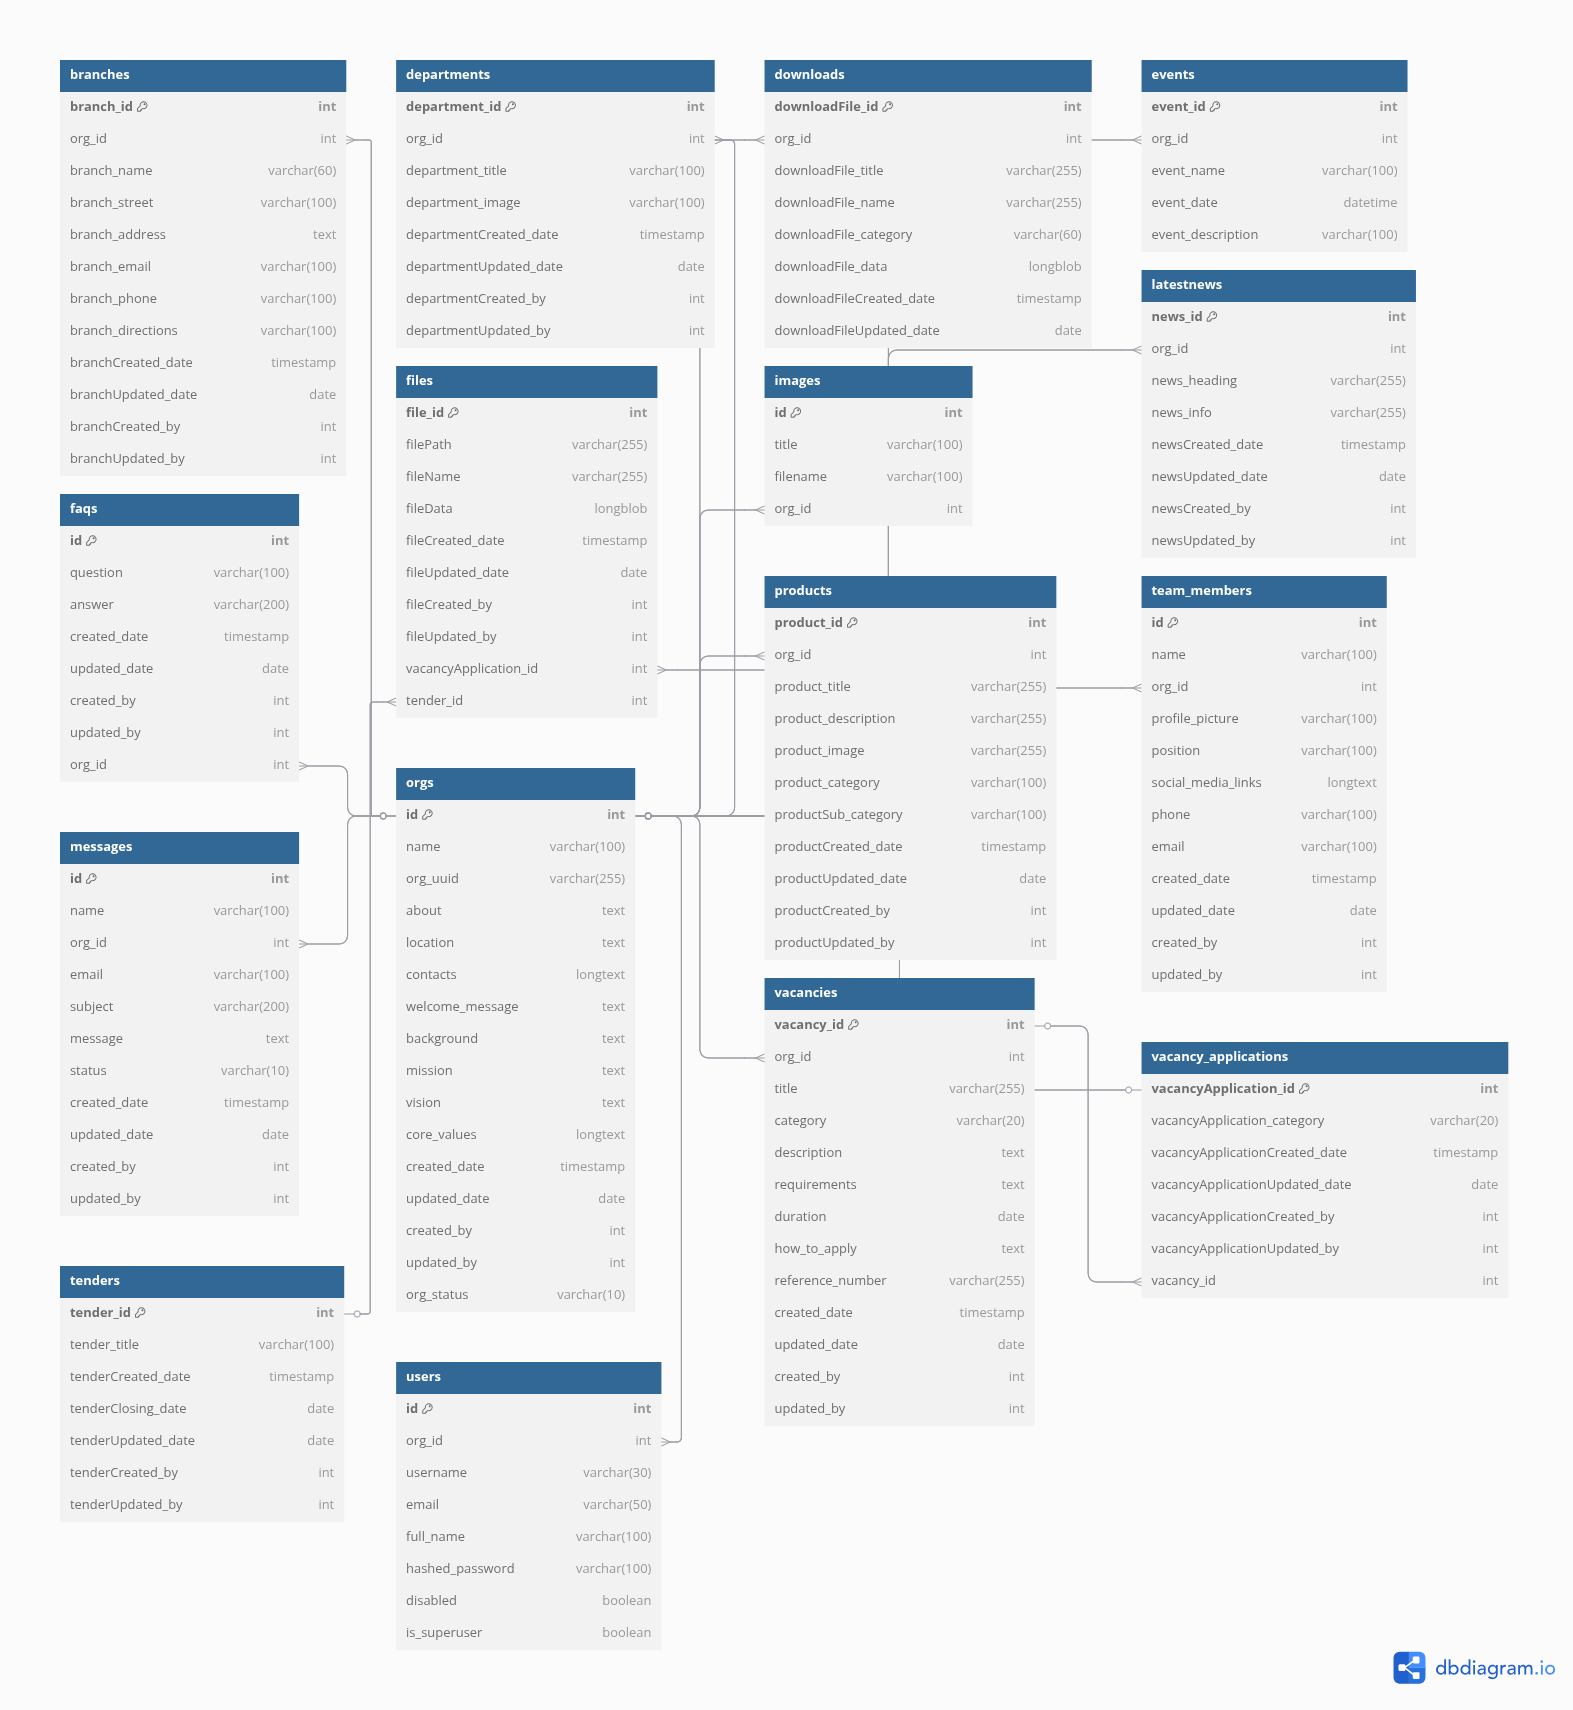 branches
branch_id int
org_id int
branch_name varchar(60)
branch_street varchar(100)
branch_address text
branch_email varchar(100)
branch_phone varchar(100)
branch_directions varchar(100)
branchCreated_date timestamp
branchUpdated_date date
branchCreated_by int
branchUpdated_by int
faqs
id int
question varchar(100)
answer varchar(200)
created_date timestamp
updated_date date
created_by int
updated_by int
org_id int
messages
id int
name varchar(100)
org_id int
email varchar(100)
subject varchar(200)
message text
status varchar(10)
created_date timestamp
updated_date date
created_by int
updated_by int
tenders
tender_id int
tender_title varchar(100)
tenderCreated_date timestamp
tenderClosing_date date
tenderUpdated_date date
tenderCreated_by int
tenderUpdated_by int
departments
department_id int
org_id int
department_title varchar(100)
department_image varchar(100)
departmentCreated_date timestamp
departmentUpdated_date date
departmentCreated_by int
departmentUpdated_by int
files
file_id int
filePath varchar(255)
fileName varchar(255)
fileData longblob
fileCreated_date timestamp
fileUpdated_date date
fileCreated_by int
fileUpdated_by int
vacancyApplication_id int
tender_id int
orgs
id int
name varchar(100)
org_uuid varchar(255)
about text
location text
contacts longtext
welcome_message text
background text
mission text
vision text
core_values longtext
created_date timestamp
updated_date date
created_by int
updated_by int
org_status varchar(10)
users
id int
org_id int
username varchar(30)
email varchar(50)
full_name varchar(100)
hashed_password varchar(100)
disabled boolean
is_superuser boolean
downloads
downloadFile_id int
org_id int
downloadFile_title varchar(255)
downloadFile_name varchar(255)
downloadFile_category varchar(60)
downloadFile_data longblob
downloadFileCreated_date timestamp
downloadFileUpdated_date date
images
id int
title varchar(100)
filename varchar(100)
org_id int
products
product_id int
org_id int
product_title varchar(255)
product_description varchar(255)
product_image varchar(255)
product_category varchar(100)
productSub_category varchar(100)
productCreated_date timestamp
productUpdated_date date
productCreated_by int
productUpdated_by int
vacancies
vacancy_id int
org_id int
title varchar(255)
category varchar(20)
description text
requirements text
duration date
how_to_apply text
reference_number varchar(255)
created_date timestamp
updated_date date
created_by int
updated_by int
events
event_id int
org_id int
event_name varchar(100)
event_date datetime
event_description varchar(100)
latestnews
news_id int
org_id int
news_heading varchar(255)
news_info varchar(255)
newsCreated_date timestamp
newsUpdated_date date
newsCreated_by int
newsUpdated_by int
team_members
id int
name varchar(100)
org_id int
profile_picture varchar(100)
position varchar(100)
social_media_links longtext
phone varchar(100)
email varchar(100)
created_date timestamp
updated_date date
created_by int
updated_by int
vacancy_applications
vacancyApplication_id int
vacancyApplication_category varchar(20)
vacancyApplicationCreated_date timestamp
vacancyApplicationUpdated_date date
vacancyApplicationCreated_by int
vacancyApplicationUpdated_by int
vacancy_id int
dbdiagram.io